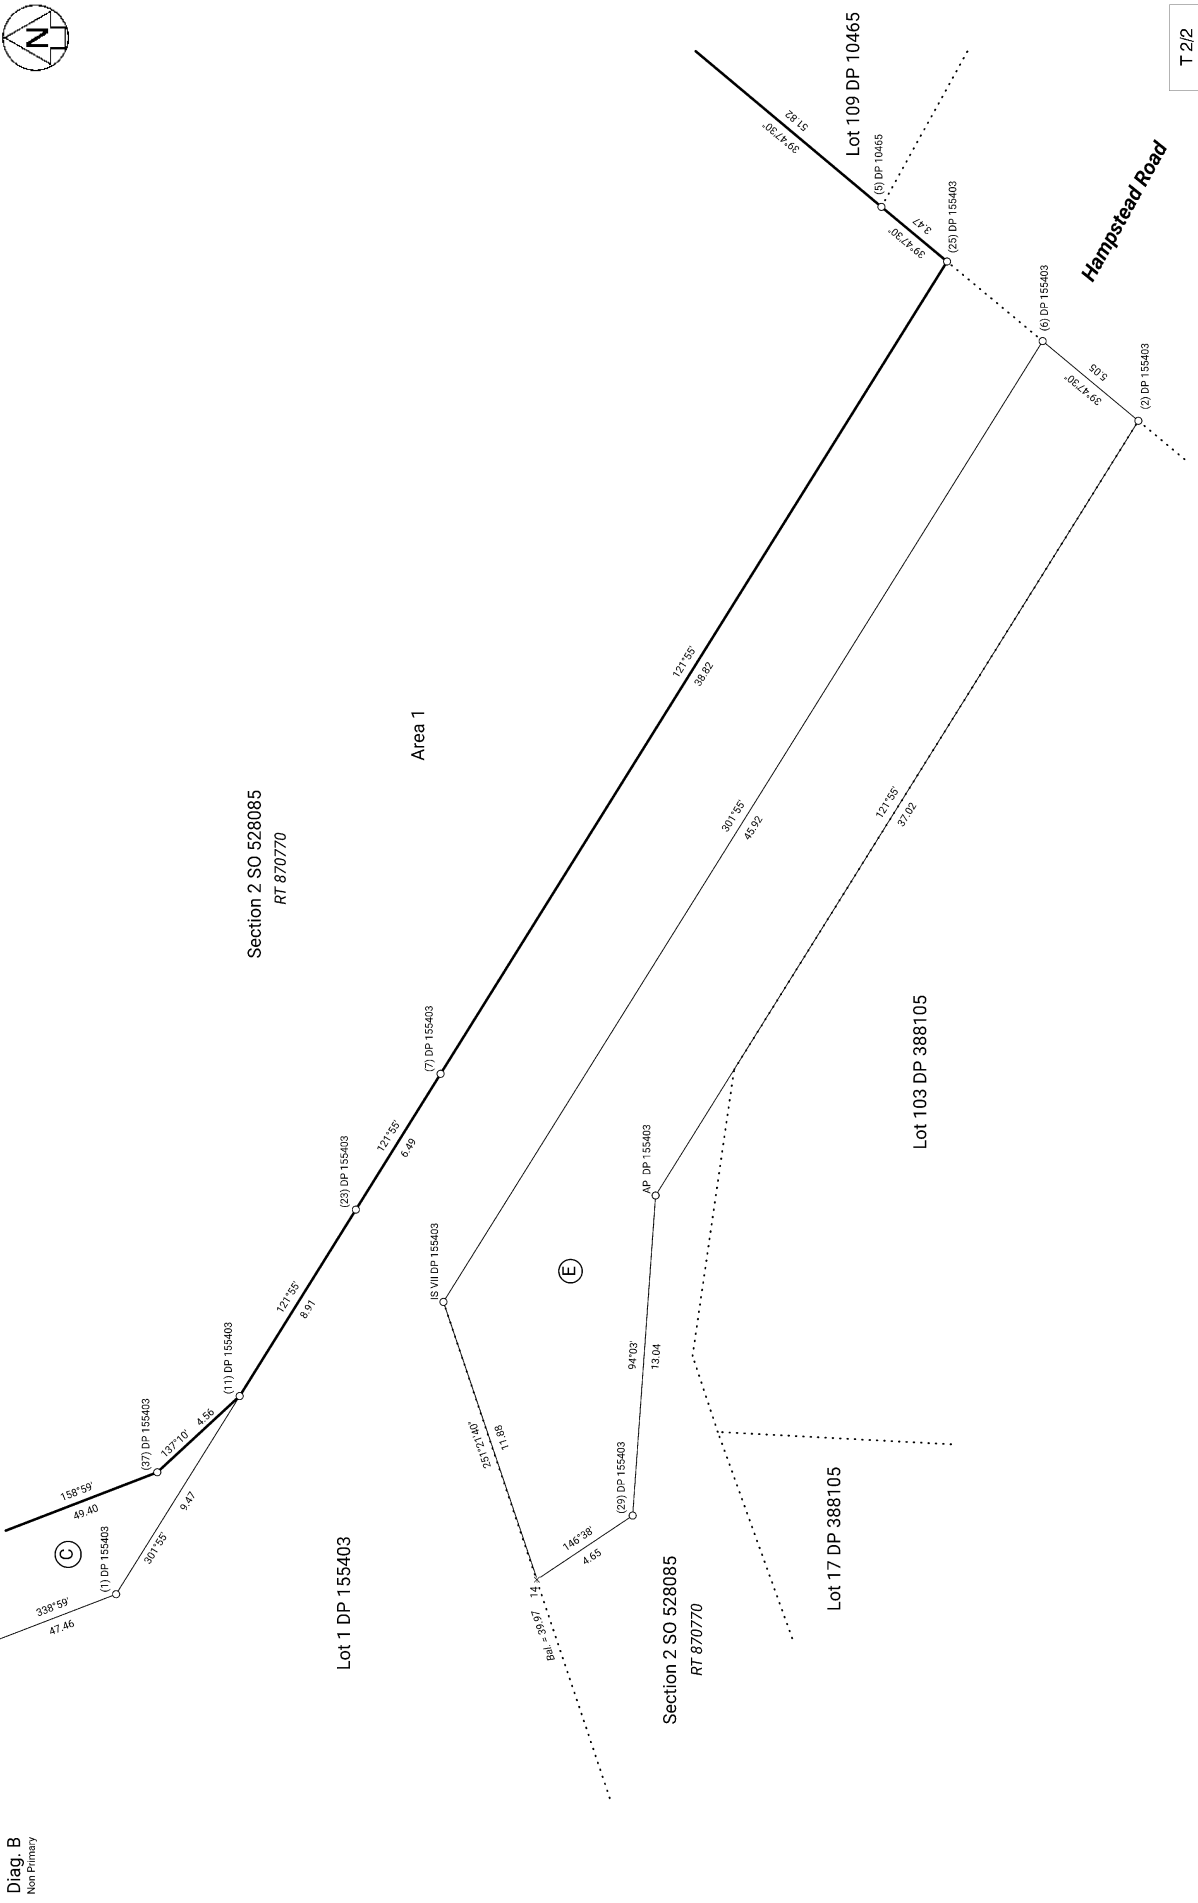 Diag. B
Non Primary
N
T 2/2
Lot 109 DP 10465
51.82
39°47'30"
(5) DP 10465
3.47
39°47'30"
(25) DP 155403
Hampstead Road
(6) DP 155403
5.05
39°47'30"
(2) DP 155403
121°55'
38.82
Area 1
Section 2 SO 528085
RT 870770
301°55'
45.92
121°55'
37.02
Lot 103 DP 388105
(7) DP 155403
121°55'
6.49
(23) DP 155403
121°55'
8.91
(11) DP 155403
AP DP 155403
IS VII DP 155403
E
94°03'
13.04
251°21'40"
11.88
(29) DP 155403
146°38'
4.65
14
Bal. = 39.97
(37) DP 155403
137°10'
4.56
158°59'
49.40
C
301°55'
9.47
(1) DP 155403
338°59'
47.46
Lot 1 DP 155403
Section 2 SO 528085
RT 870770
Lot 17 DP 388105